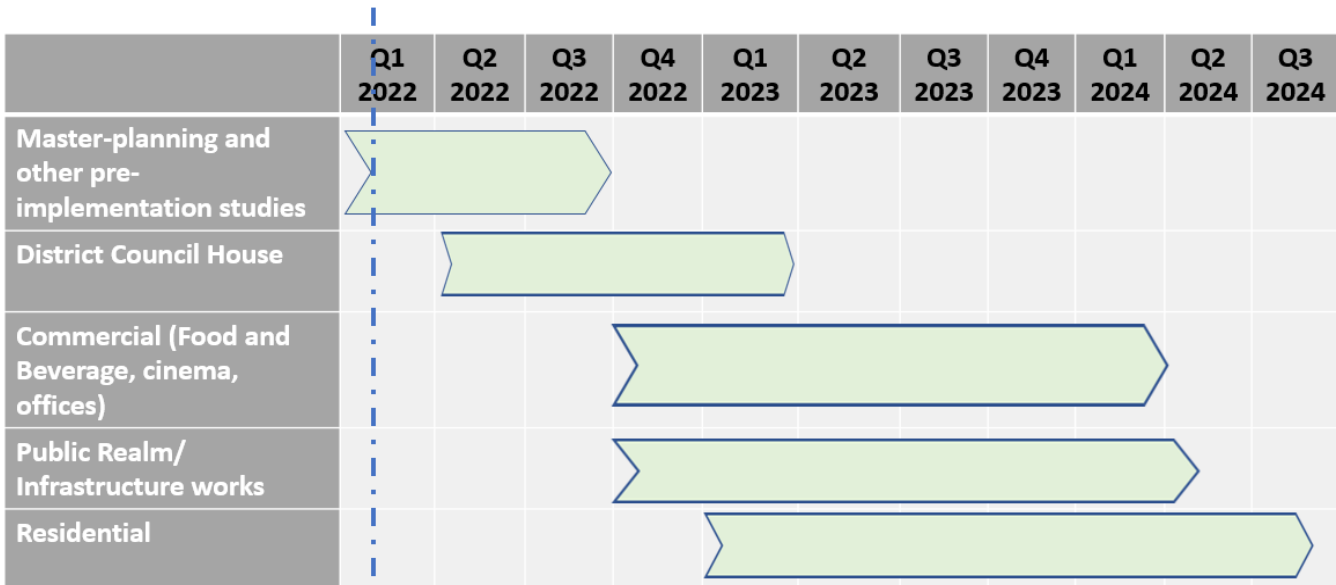 Q1 Q2 Q3 Q4 Q1 Q2 Q3 Q4 Q1 Q2 Q3
2022 2022 2022 2022 2023 2023 2023 2023 2024 2024 2024
Master-planning and
other pre-
implementation studies
District Council House
Commercial (Food and
Beverage, cinema,
offices)
Public Realm/
Infrastructure works
Residential